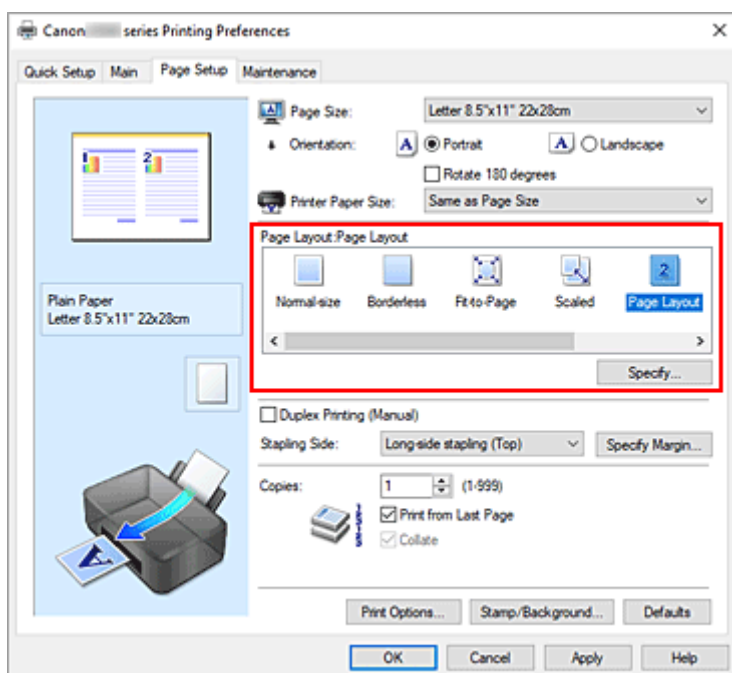 Canon series Printing Preferences
Quick Setup Main Page Setup Maintenance
1 2
Plain Paper
Letter 8.5"x11" 22x28cm
Page Size: Letter 8.5"x11" 22x28cm
Orientation: A Portrait A Landscape
Rotate 180 degrees
Printer Paper Size: Same as Page Size
Page Layout:Page Layout
2
Normal-size Borderless Fit-to-Page Scaled Page Layout
Specify...
Duplex Printing (Manual)
Stapling Side: Long-side stapling (Top) Specify Margin...
Copies: 1 (1-999)
Print from Last Page
Collate
A
Print Options... Stamp/Background... Defaults
OK Cancel Apply Help